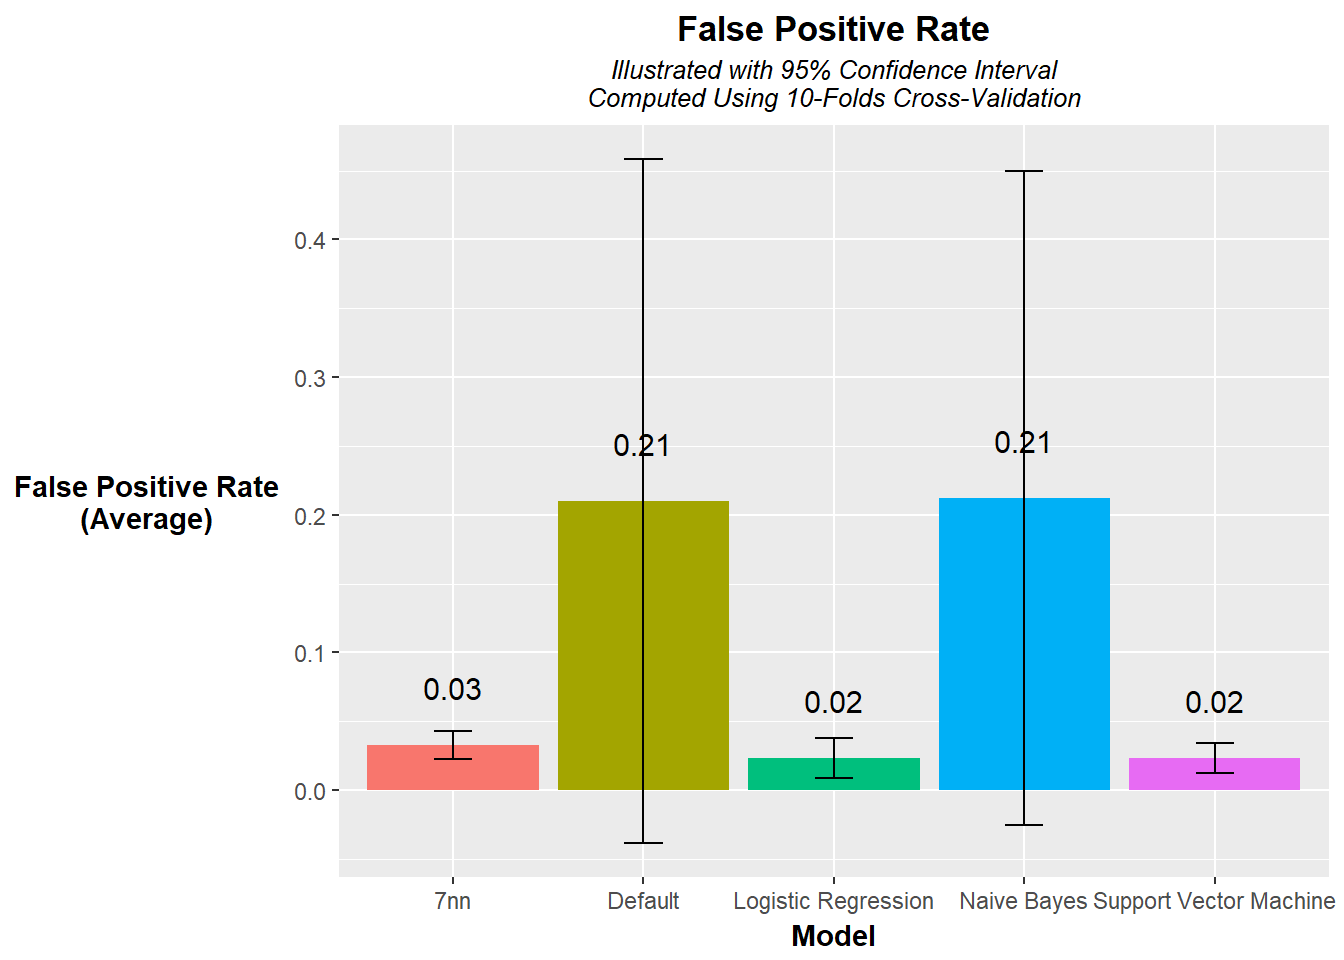 False Positive Rate
Illustrated with 95% Confidence Interval
Computed Using 10-Folds Cross-Validation
False Positive Rate
(Average)
0.4
0.3
0.2
0.1
0.0
0.03
0.21
0.02
0.21
0.02
7nn
Default
Logistic Regression
Naive Bayes
Support Vector Machine
Model